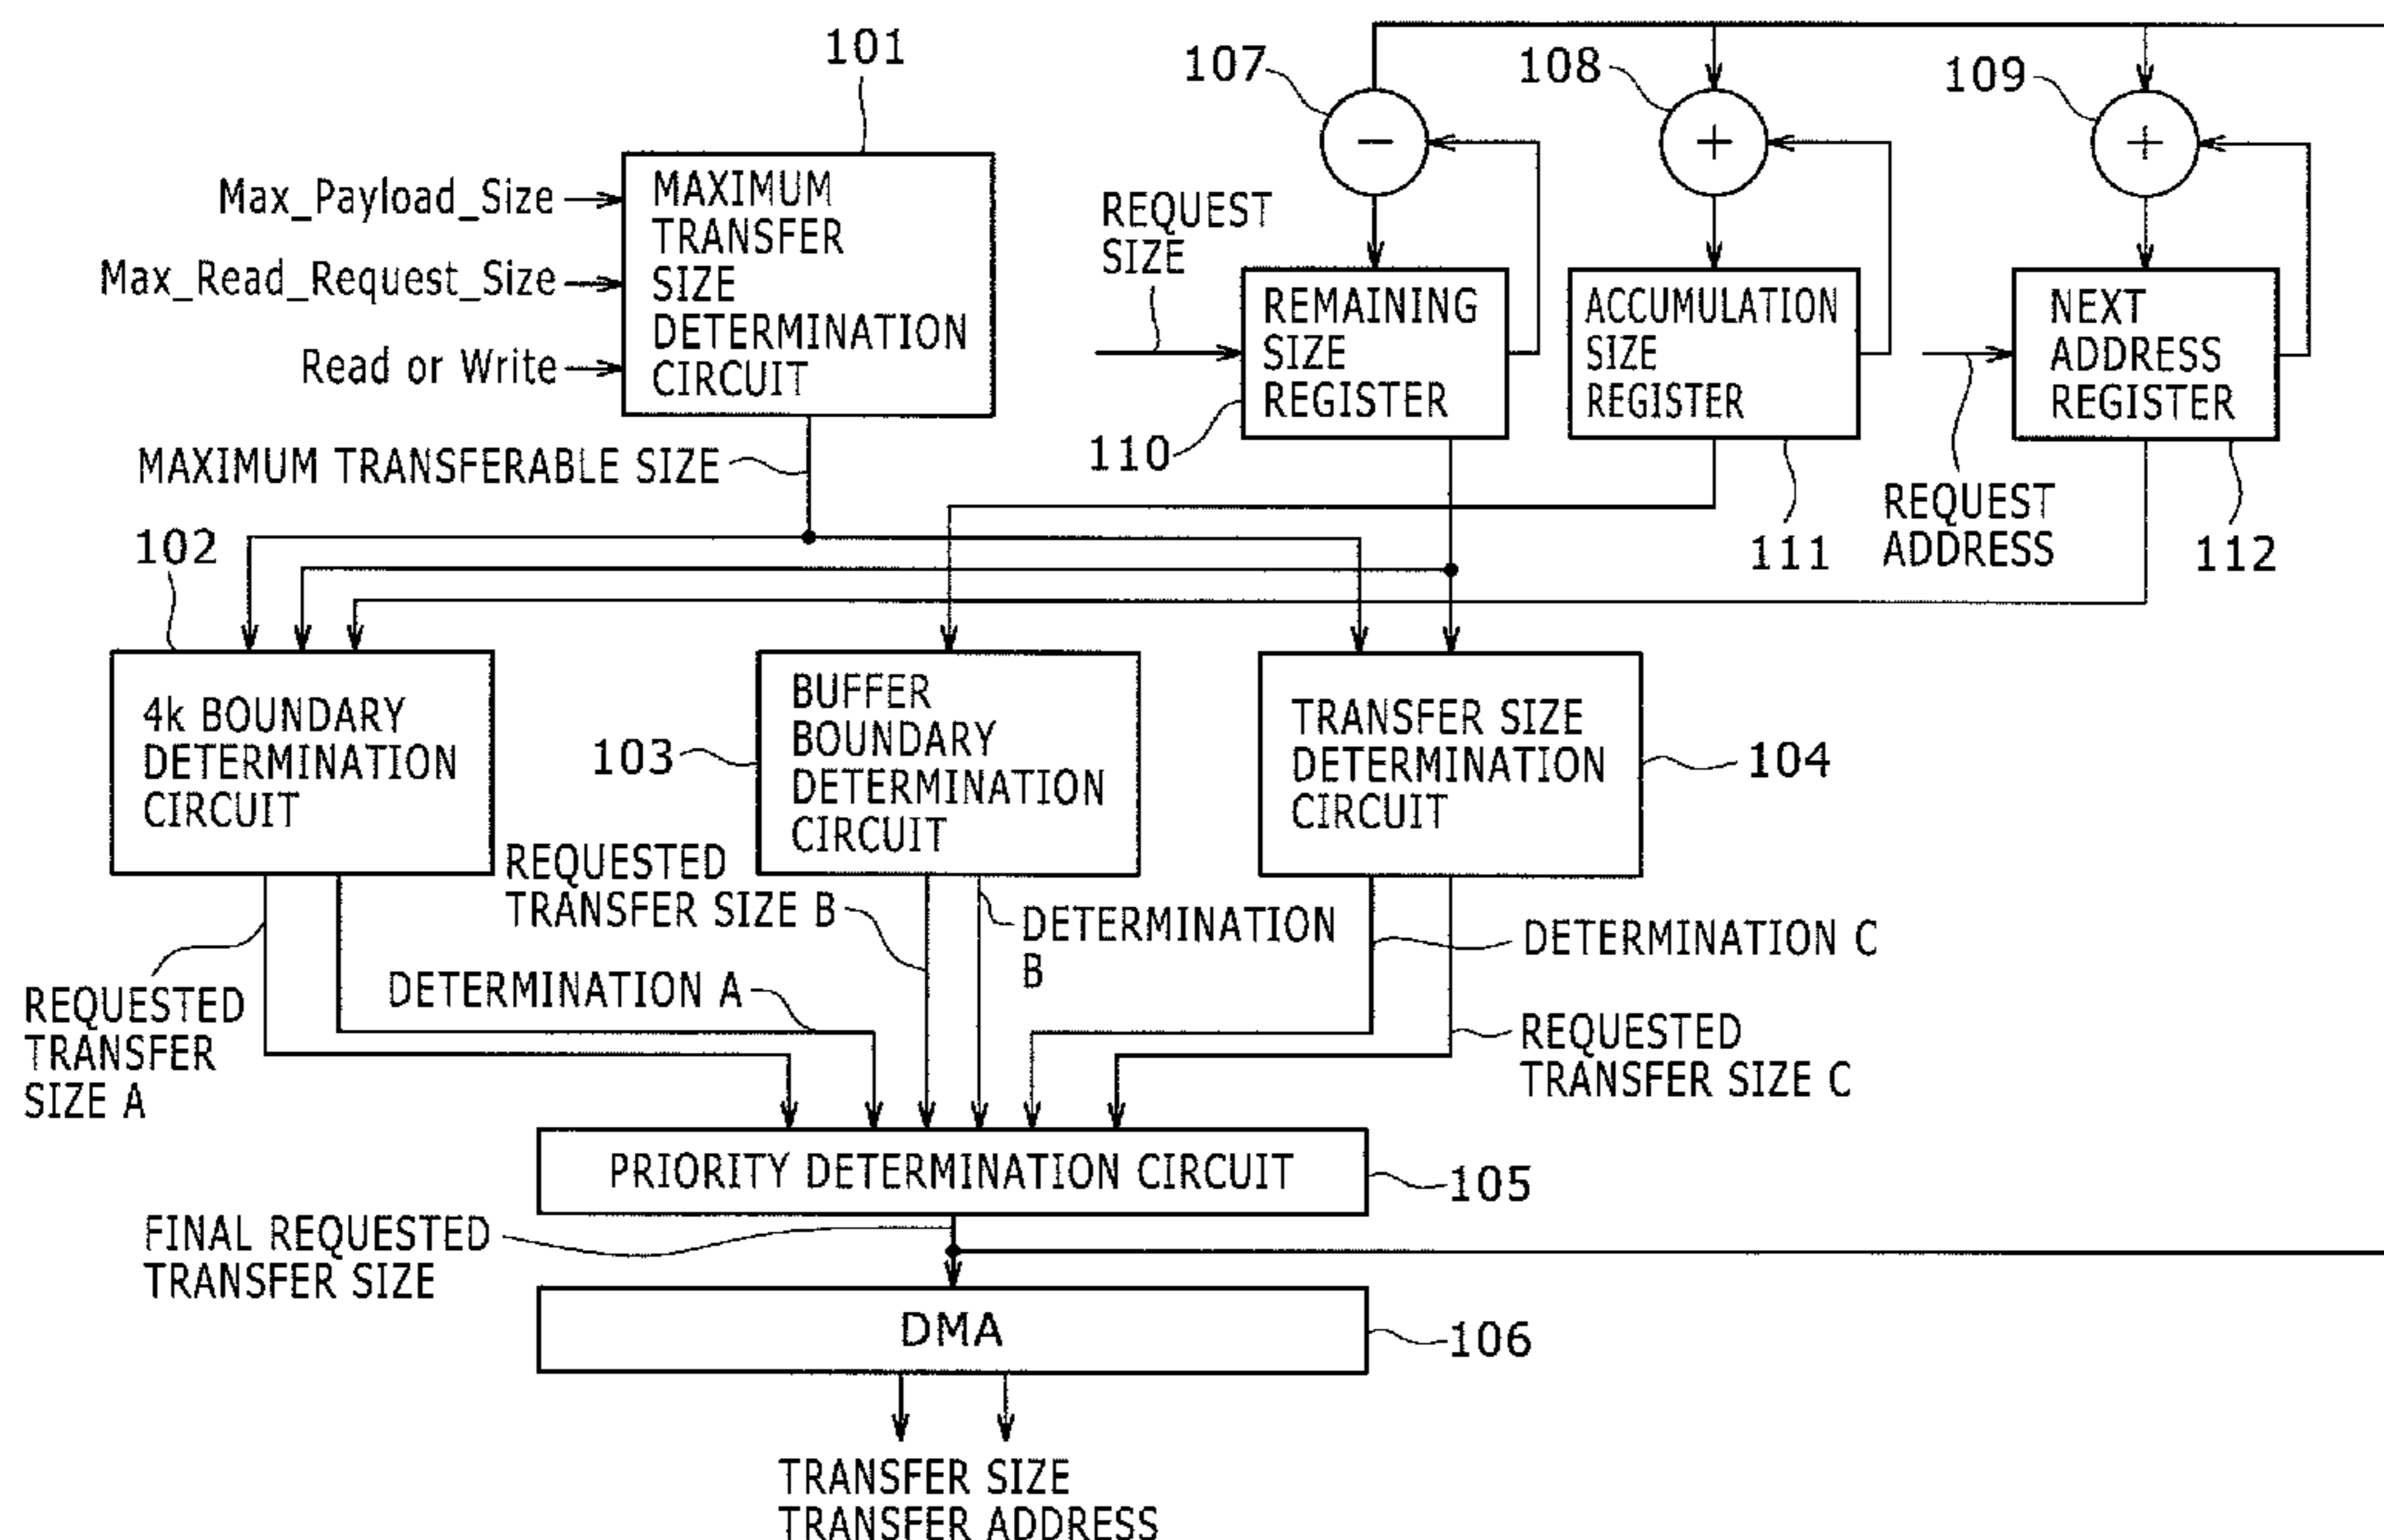 101
107
108
109
Max_Payload_Size
Max_Read_Request_Size
Read or Write
MAXIMUM
TRANSFER
SIZE
DETERMINATION
CIRCUIT
−
+
+
REQUEST
SIZE
REMAINING
SIZE
REGISTER
ACCUMULATION
SIZE
REGISTER
NEXT
ADDRESS
REGISTER
110
111
REQUEST
ADDRESS
112
MAXIMUM TRANSFERABLE SIZE
102
4k BOUNDARY
DETERMINATION
CIRCUIT
103
BUFFER
BOUNDARY
DETERMINATION
CIRCUIT
TRANSFER SIZE
DETERMINATION
CIRCUIT
104
REQUESTED
TRANSFER SIZE B
DETERMINATION
B
DETERMINATION C
DETERMINATION A
REQUESTED
TRANSFER
SIZE A
REQUESTED
TRANSFER SIZE C
PRIORITY DETERMINATION CIRCUIT
105
FINAL REQUESTED
TRANSFER SIZE
DMA
106
TRANSFER SIZE
TRANSFER ADDRESS